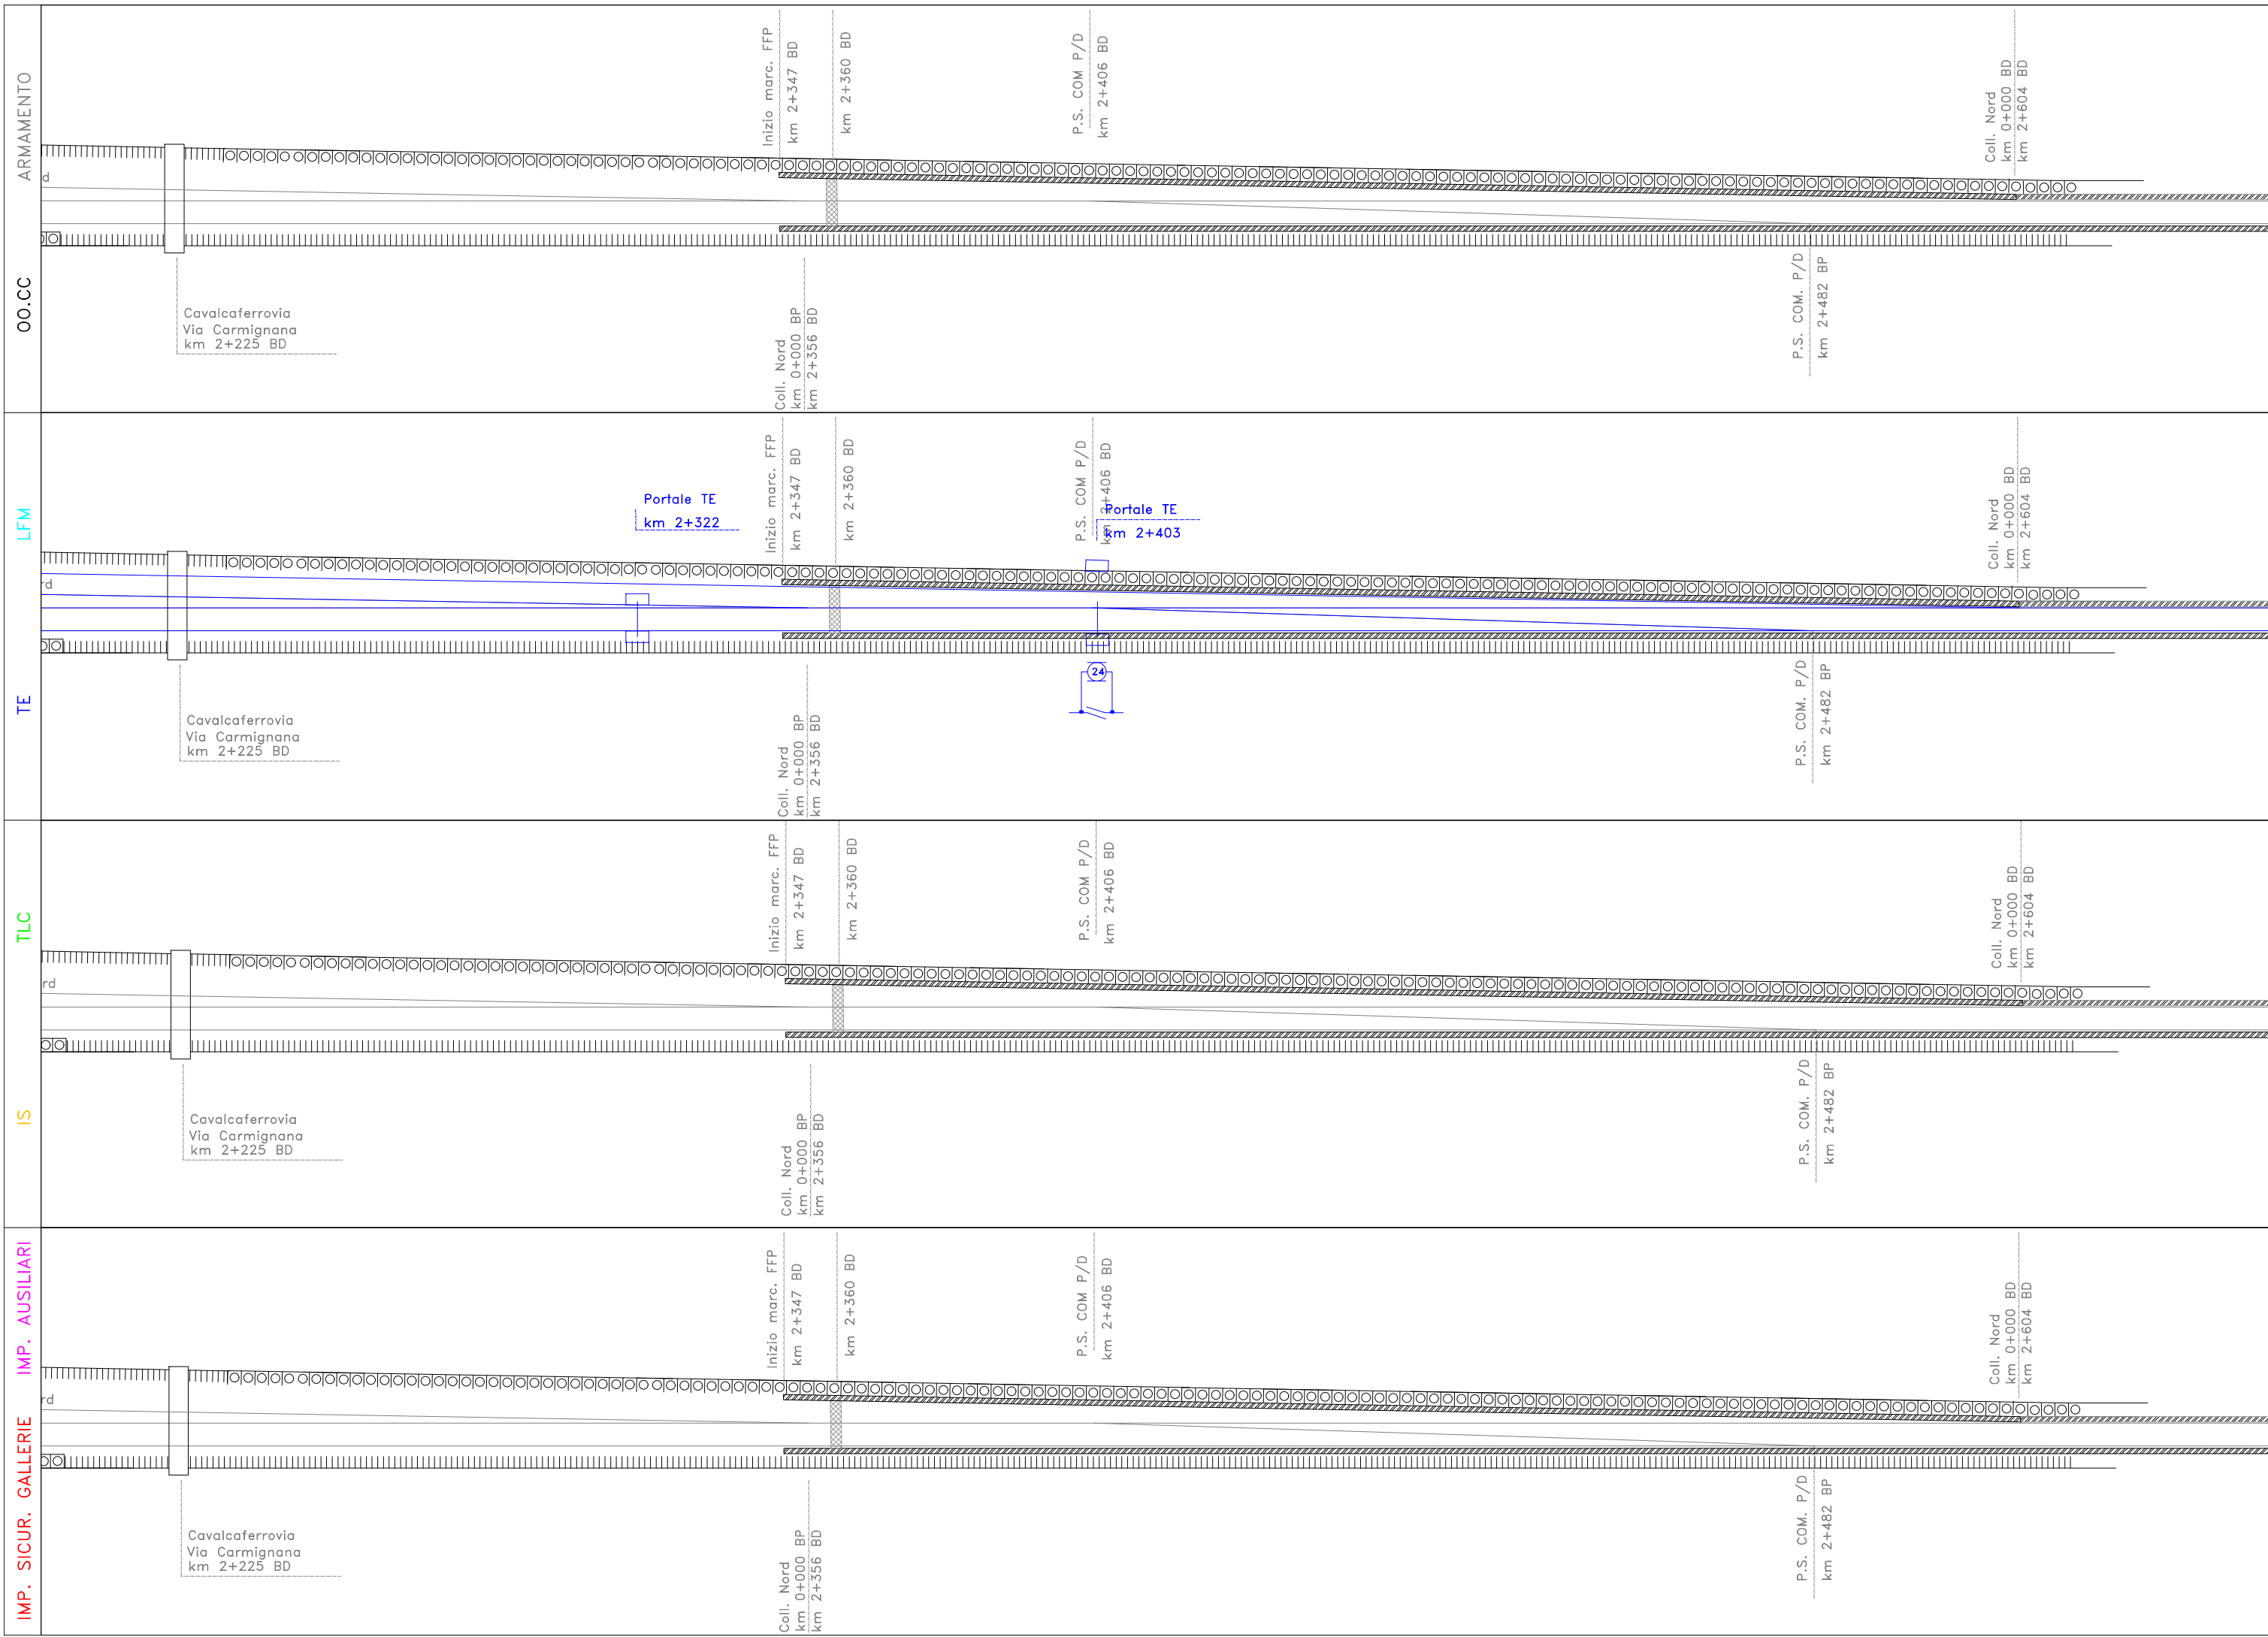 ARMAMENTO
OO.CC
Inizio marc. FFP
km 2+347 BD
km 2+360 BD
P.S. COM P/D
km 2+406 BD
Coll. Nord
km 0+000 BD
km 2+604 BD
d
Cavalcaferrovia
Via Carmignana
km 2+225 BD
Coll. Nord
km 0+000 BP
km 2+356 BD
P.S. COM. P/D
km 2+482 BP
LFM
TE
Inizio marc. FFP
km 2+347 BD
km 2+360 BD
P.S. COM P/D
km 2+406 BD
Coll. Nord
km 0+000 BD
km 2+604 BD
Portale TE
km 2+322
Portale TE
km 2+403
rd
24
Cavalcaferrovia
Via Carmignana
km 2+225 BD
Coll. Nord
km 0+000 BP
km 2+356 BD
P.S. COM. P/D
km 2+482 BP
TLC
IS
Inizio marc. FFP
km 2+347 BD
km 2+360 BD
P.S. COM P/D
km 2+406 BD
Coll. Nord
km 0+000 BD
km 2+604 BD
rd
Cavalcaferrovia
Via Carmignana
km 2+225 BD
Coll. Nord
km 0+000 BP
km 2+356 BD
P.S. COM. P/D
km 2+482 BP
IMP. AUSILIARI
IMP. SICUR. GALLERIE
Inizio marc. FFP
km 2+347 BD
km 2+360 BD
P.S. COM P/D
km 2+406 BD
Coll. Nord
km 0+000 BD
km 2+604 BD
rd
Cavalcaferrovia
Via Carmignana
km 2+225 BD
Coll. Nord
km 0+000 BP
km 2+356 BD
P.S. COM. P/D
km 2+482 BP